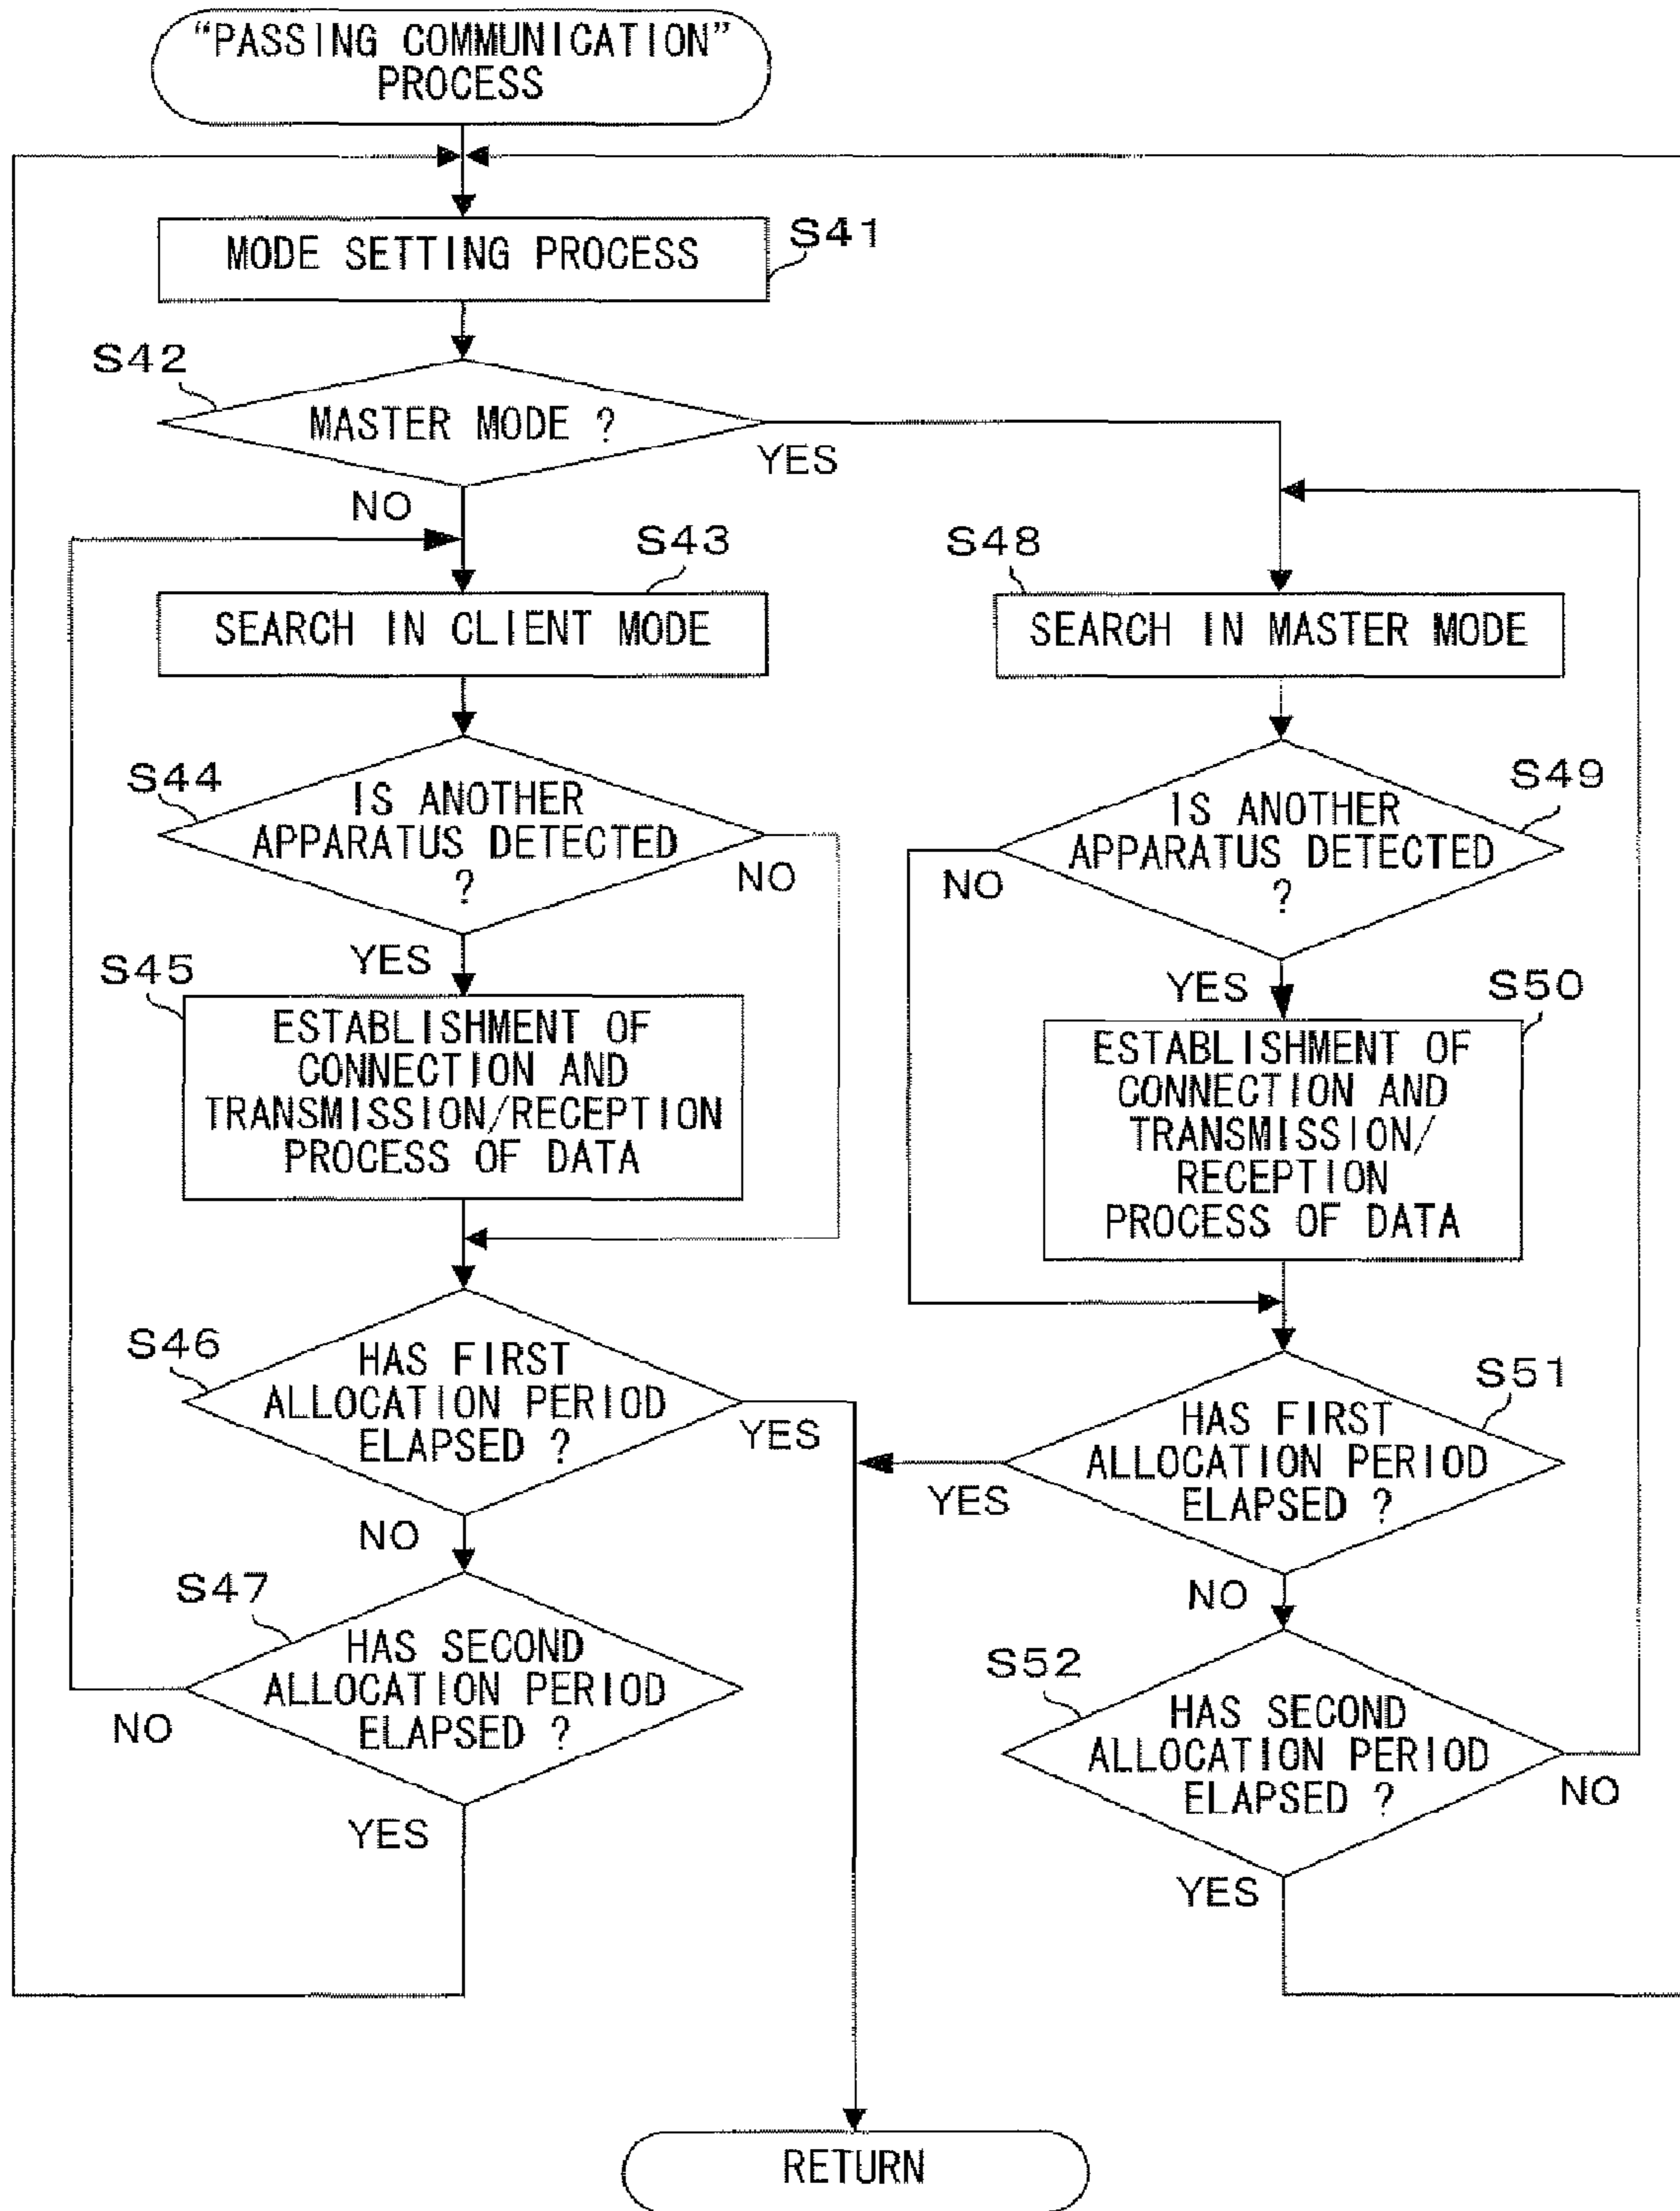 “PASSING COMMUNICATION”
PROCESS
MODE SETTING PROCESS
S41
S42
MASTER MODE ?
YES
NO
S43
SEARCH IN CLIENT MODE
S44
IS ANOTHER
APPARATUS DETECTED
?
NO
YES
S45
ESTABLISHMENT OF
CONNECTION AND
TRANSMISSION/RECEPTION
PROCESS OF DATA
S46
HAS FIRST
ALLOCATION PERIOD
ELAPSED ?
YES
NO
S47
HAS SECOND
ALLOCATION PERIOD
ELAPSED ?
NO
YES
S48
SEARCH IN MASTER MODE
S49
IS ANOTHER
APPARATUS DETECTED
?
NO
YES
S50
ESTABLISHMENT OF
CONNECTION AND
TRANSMISSION/
RECEPTION
PROCESS OF DATA
S51
HAS FIRST
ALLOCATION PERIOD
ELAPSED ?
YES
NO
S52
HAS SECOND
ALLOCATION PERIOD
ELAPSED ?
NO
YES
RETURN